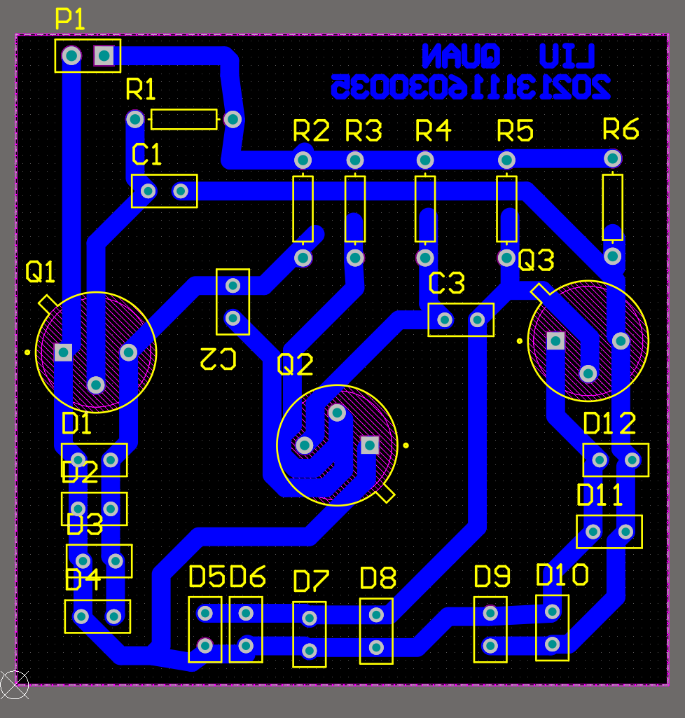 P1
LIU QUAN
202131116030035
R1
R2 R3 R4 R5 R6
C1
Q1
Q3
C3
C2
Q2
D1
D12
D2
D11
D3
D4
D5 D6 D7 D8 D9 D10